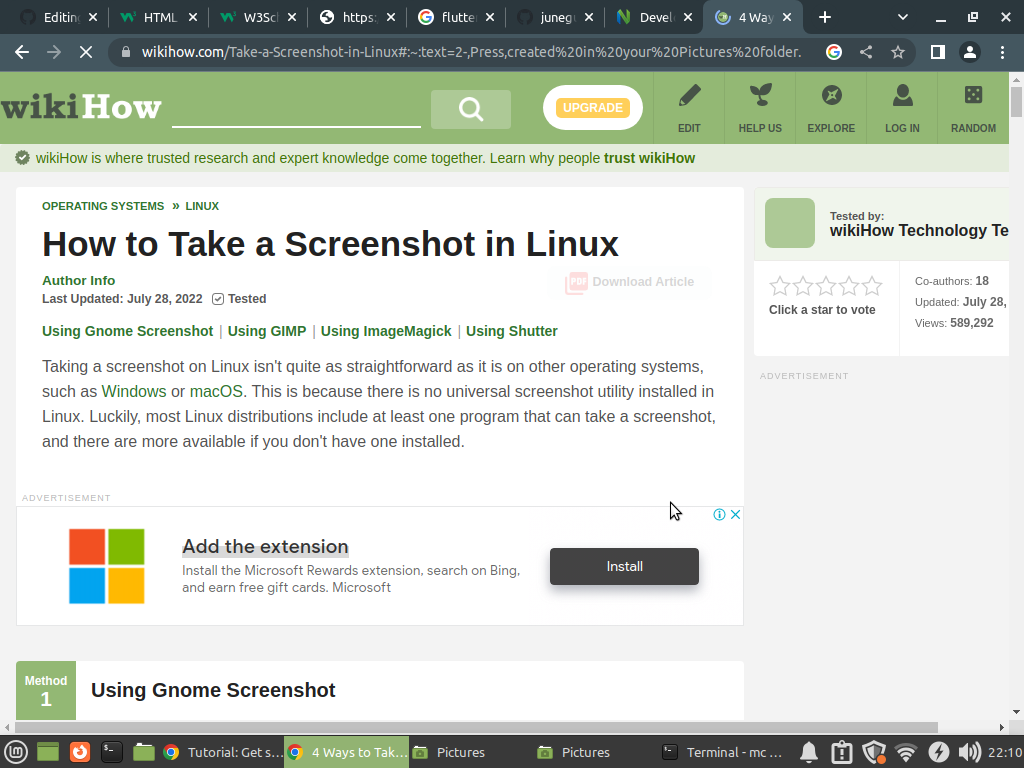 Editing
HTML
W3Sch
https:
flutter
junegu
Develo
4 Way
wikihow.com/Take-a-Screenshot-in-Linux#:~:text=2-,Press,created%20in%20your%20Pictures%20folder.
wikiHow
UPGRADE
EDIT
HELP US
EXPLORE
LOG IN
RANDOM
wikiHow is where trusted research and expert knowledge come together. Learn why people trust wikiHow
OPERATING SYSTEMS » LINUX
How to Take a Screenshot in Linux
Author Info
Last Updated: July 28, 2022 Tested
PDF Download Article
Using Gnome Screenshot | Using GIMP | Using ImageMagick | Using Shutter
Taking a screenshot on Linux isn't quite as straightforward as it is on other operating systems,
such as Windows or macOS. This is because there is no universal screenshot utility installed in
Linux. Luckily, most Linux distributions include at least one program that can take a screenshot,
and there are more available if you don't have one installed.
Tested by:
wikiHow Technology Te
Click a star to vote
Co-authors: 18
Updated: July 28,
Views: 589,292
ADVERTISEMENT
ADVERTISEMENT
Add the extension
Install the Microsoft Rewards extension, search on Bing,
and earn free gift cards. Microsoft
Install
Method
1
Using Gnome Screenshot
Tutorial: Get s...
4 Ways to Tak...
Pictures
Pictures
Terminal - mc ...
22:10